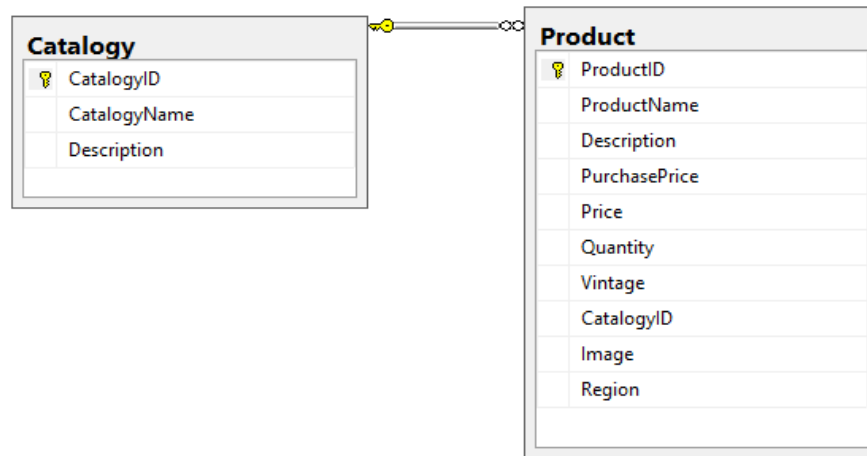 Catalogy
CatalogyID
CatalogyName
Description
Product
ProductID
ProductName
Description
PurchasePrice
Price
Quantity
Vintage
CatalogyID
Image
Region